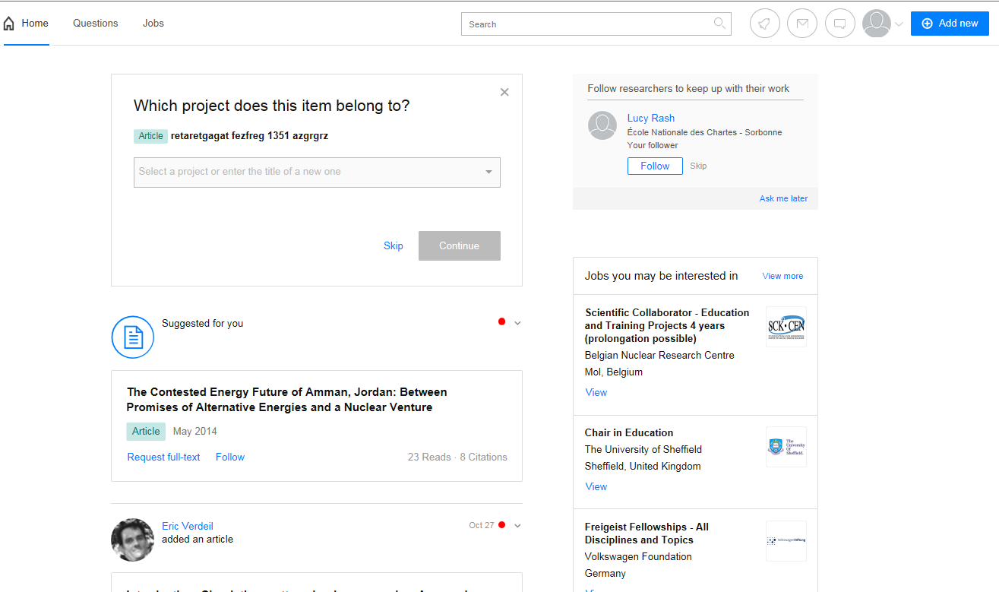 Home Questions Jobs Search Add new
Which project does this item belong to?
Article retaretgagat fezfreg 1351 azgrgrz
Select a project or enter the title of a new one
Skip Continue
Suggested for you
The Contested Energy Future of Amman, Jordan: Between
Promises of Alternative Energies and a Nuclear Venture
Article May 2014
Request full-text Follow 23 Reads · 8 Citations
Eric Verdeil Oct 27
added an article
Follow researchers to keep up with their work
Lucy Rash
École Nationale des Chartes - Sorbonne
Your follower
Follow Skip
Ask me later
Jobs you may be interested in View more
Scientific Collaborator - Education
and Training Projects 4 years
(prolongation possible)
SCK•CEN
Belgian Nuclear Research Centre
Mol, Belgium
View
Chair in Education
The University of Sheffield
Sheffield, United Kingdom
The
University
Of
Sheffield.
View
Freigeist Fellowships - All
Disciplines and Topics
VolkswagenStiftung
Volkswagen Foundation
Germany